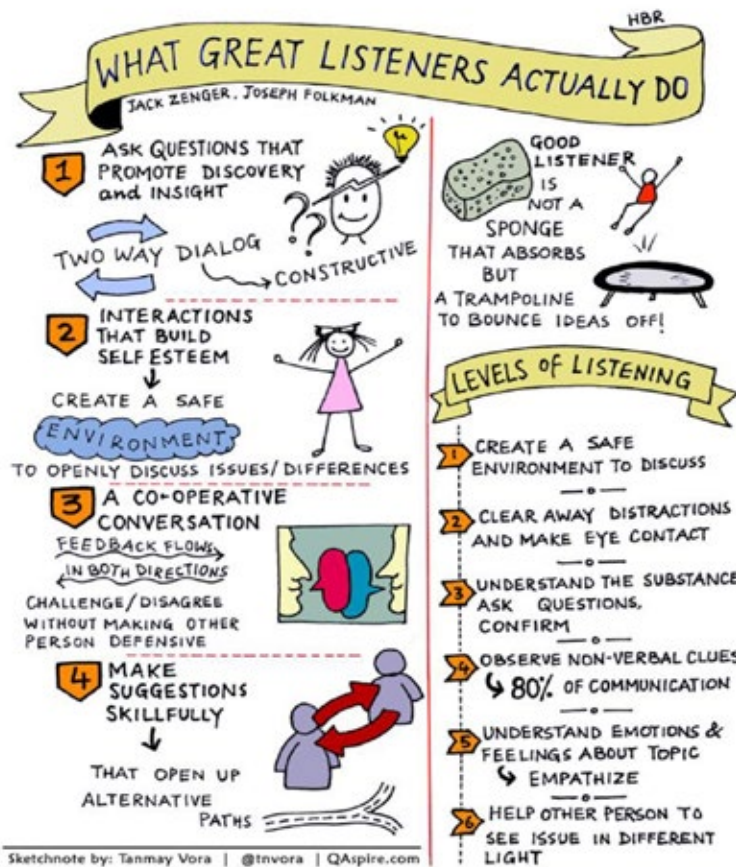 HBR
WHAT GREAT LISTENERS ACTUALLY DO
JACK ZENGER, JOSEPH FOLKMAN
1
ASK QUESTIONS THAT
PROMOTE DISCOVERY
and INSIGHT
??
TWO WAY DIALOG
CONSTRUCTIVE
2
INTERACTIONS
THAT BUILD
SELF ESTEEM
CREATE A SAFE
ENVIRONMENT
TO OPENLY DISCUSS ISSUES/DIFFERENCES
3
A CO-OPERATIVE
CONVERSATION
FEEDBACK FLOWS
IN BOTH DIRECTIONS
CHALLENGE/DISAGREE
WITHOUT MAKING OTHER
PERSON DEFENSIVE
4
MAKE
SUGGESTIONS
SKILLFULLY
THAT OPEN UP
ALTERNATIVE
PATHS
GOOD
LISTENER
IS
NOT A
SPONGE
THAT ABSORBS
BUT
A TRAMPOLINE
TO BOUNCE IDEAS OFF!
LEVELS OF LISTENING
1
CREATE A SAFE
ENVIRONMENT TO DISCUSS
2
CLEAR AWAY DISTRACTIONS
AND MAKE EYE CONTACT
3
UNDERSTAND THE SUBSTANCE
ASK QUESTIONS,
CONFIRM
4
OBSERVE NON-VERBAL CLUES
80% OF COMMUNICATION
5
UNDERSTAND EMOTIONS &
FEELINGS ABOUT TOPIC
EMPATHIZE
6
HELP OTHER PERSON TO
SEE ISSUE IN DIFFERENT
LIGHT
Sketchnote by: Tanmay Vora | @tnvora | QAspire.com